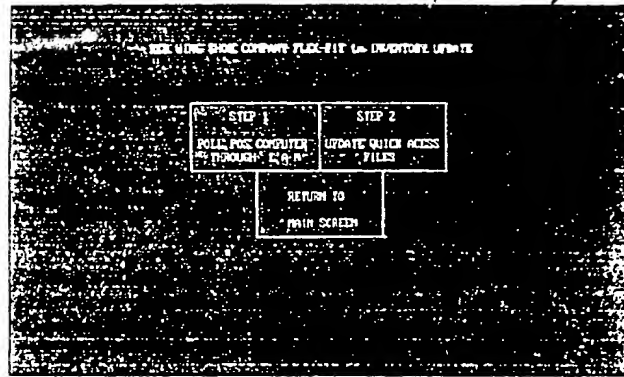 RED WING SHOE COMPANY FLEX-FIT tm INVENTORY UPDATE
STEP 1
POLL POS COMPUTER
THROUGH
STEP 2
UPDATE QUICK ACESS
FILES
RETURN TO
MAIN SCREEN